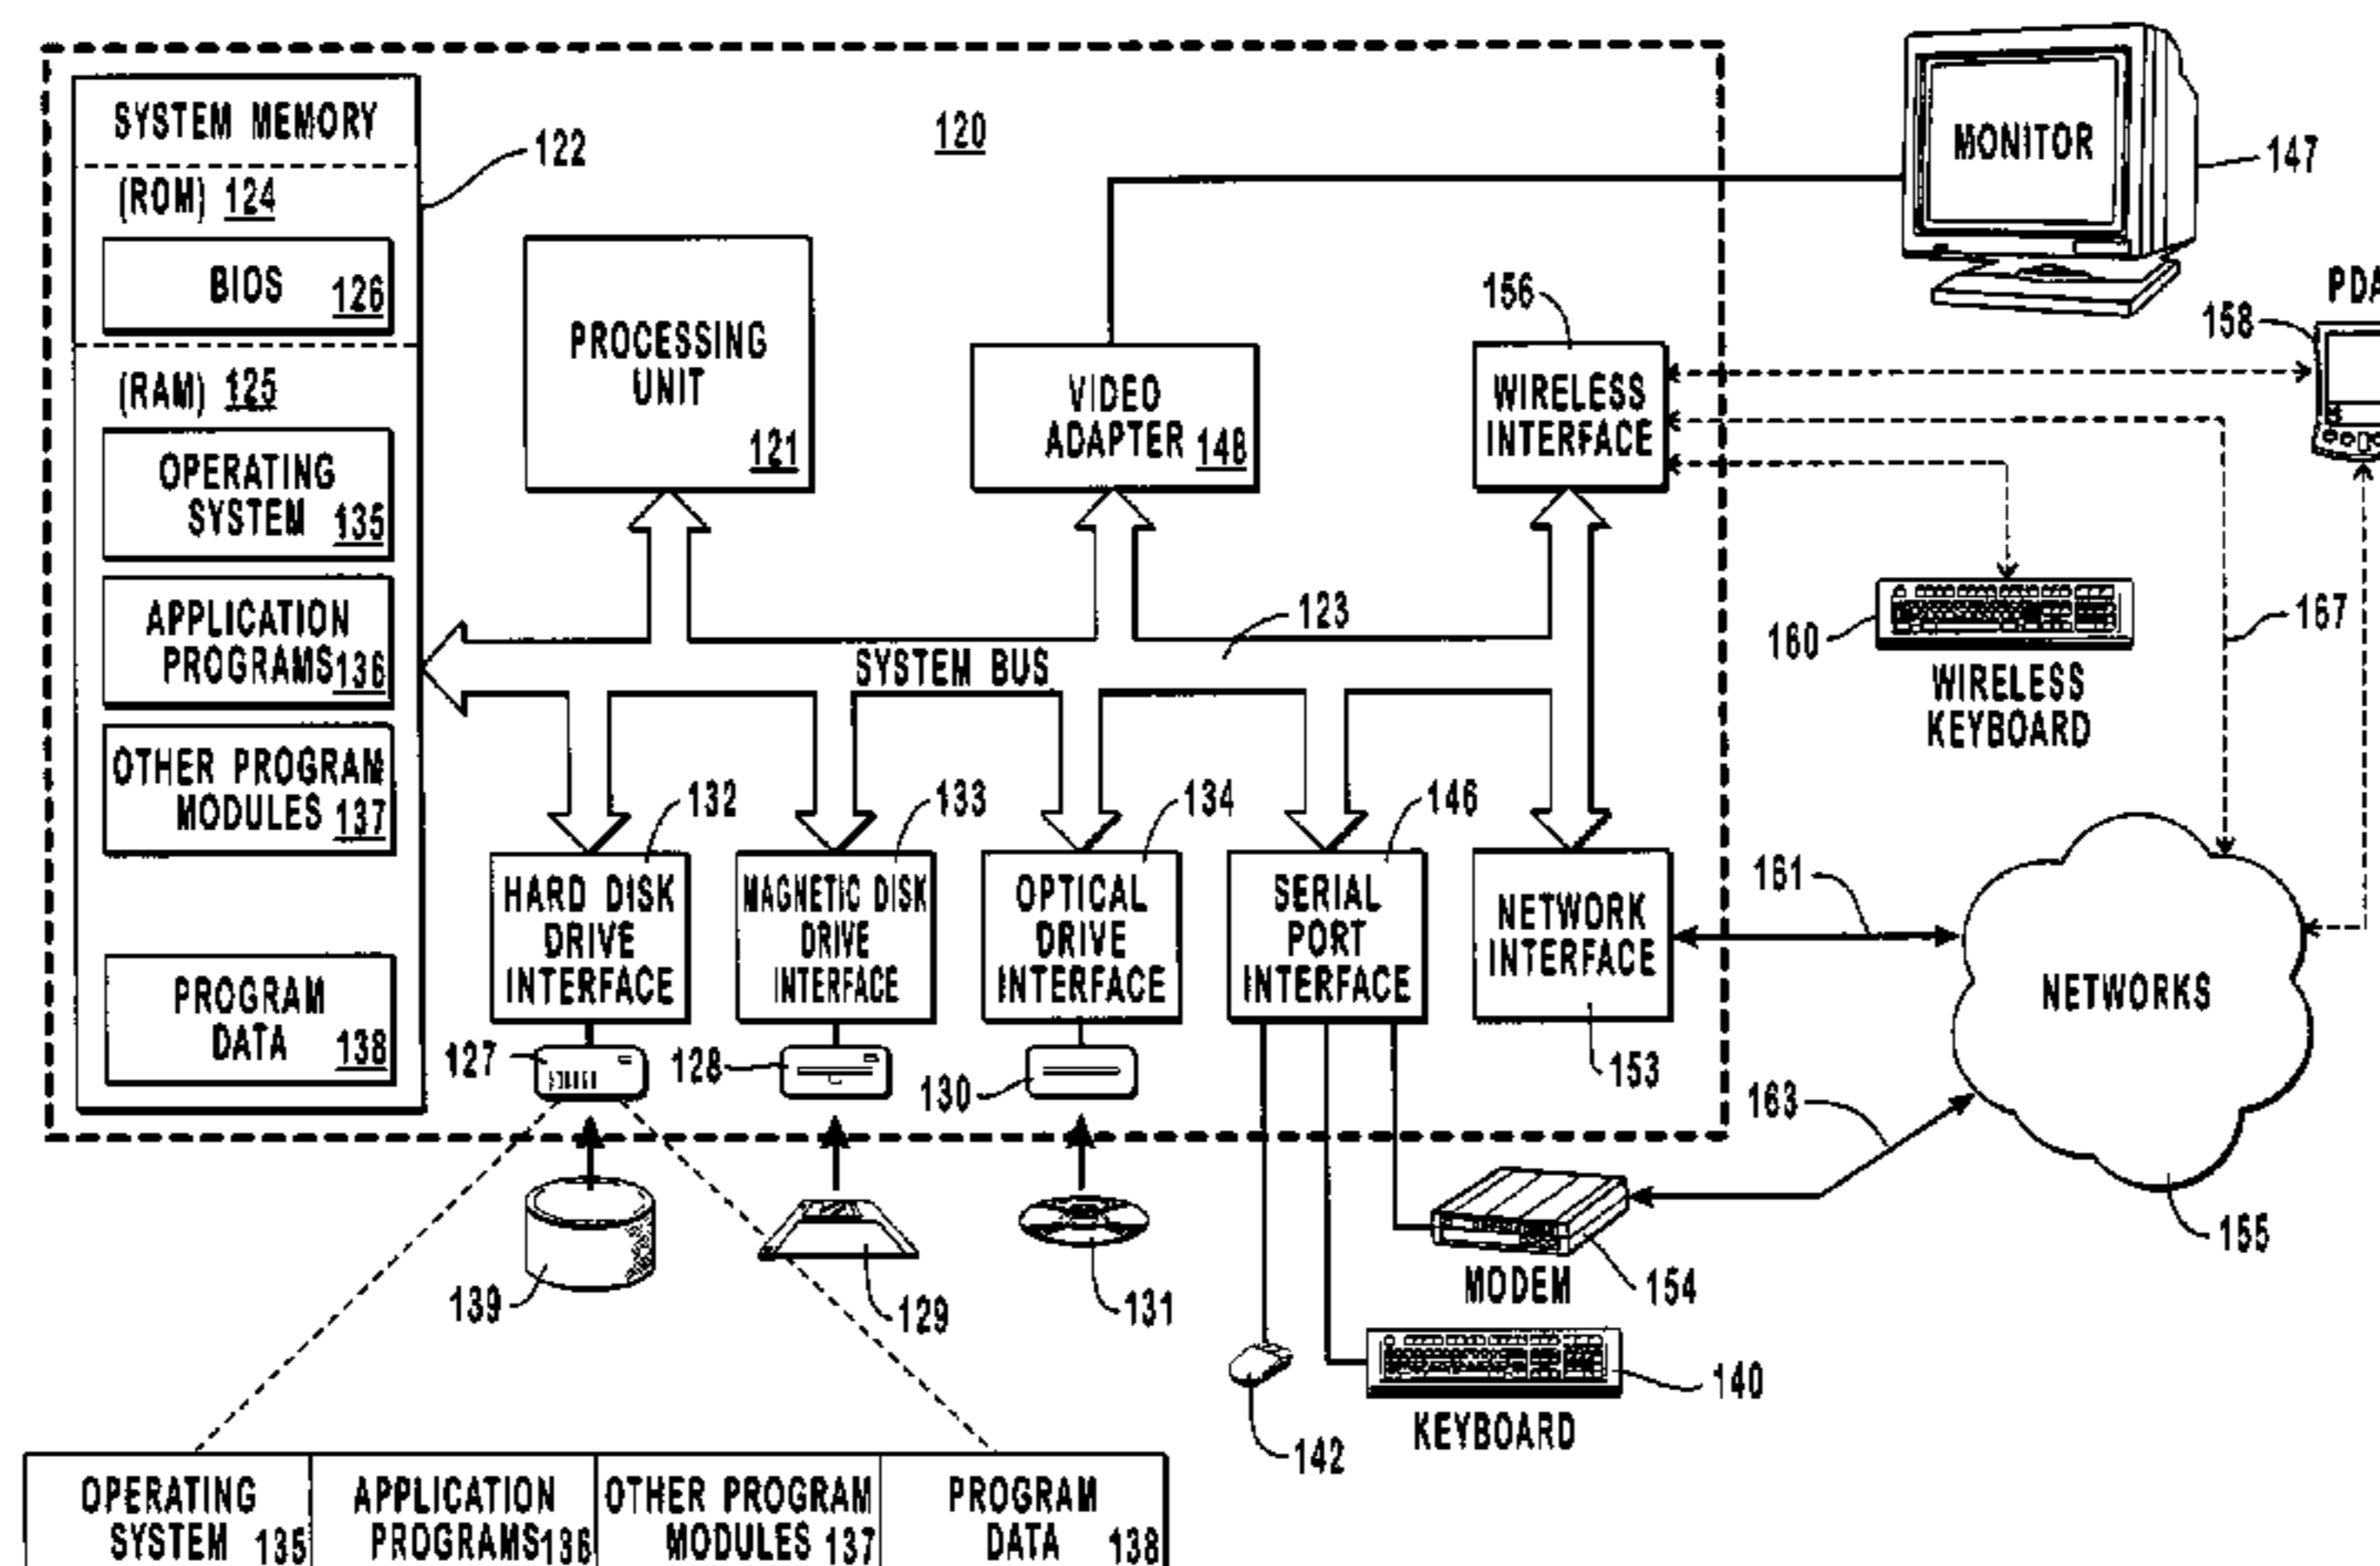 SYSTEM MEMORY
122
(ROM) 124
BIOS 126
(RAM) 125
OPERATING
SYSTEM 135
APPLICATION
PROGRAMS 136
OTHER PROGRAM
MODULES 137
PROGRAM
DATA 138
120
PROCESSING
UNIT
121
VIDEO
ADAPTER 148
156
WIRELESS
INTERFACE
MONITOR
147
PDA
158
123
SYSTEM BUS
160
WIRELESS
KEYBOARD
167
132
HARD DISK
DRIVE
INTERFACE
133
MAGNETIC DISK
DRIVE
INTERFACE
134
OPTICAL
DRIVE
INTERFACE
146
SERIAL
PORT
INTERFACE
NETWORK
INTERFACE
153
161
NETWORKS
163
155
127
128
130
139
129
131
MODEM
154
142
140
KEYBOARD
OPERATING
SYSTEM 135
APPLICATION
PROGRAMS 136
OTHER PROGRAM
MODULES 137
PROGRAM
DATA 138